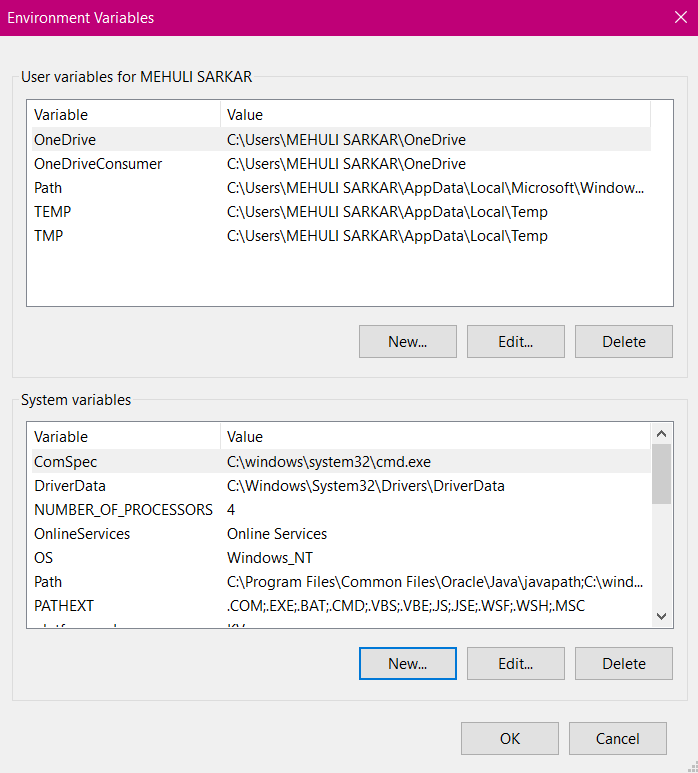 Environment Variables
User variables for MEHULI SARKAR
Variable Value
OneDrive C:\Users\MEHULI SARKAR\OneDrive
OneDriveConsumer C:\Users\MEHULI SARKAR\OneDrive
Path C:\Users\MEHULI SARKAR\AppData\Local\Microsoft\Window...
TEMP C:\Users\MEHULI SARKAR\AppData\Local\Temp
TMP C:\Users\MEHULI SARKAR\AppData\Local\Temp
New... Edit... Delete
System variables
Variable Value
ComSpec C:\windows\system32\cmd.exe
DriverData C:\Windows\System32\Drivers\DriverData
NUMBER_OF_PROCESSORS 4
OnlineServices Online Services
OS Windows_NT
Path C:\Program Files\Common Files\Oracle\Java\javapath;C:\wind...
PATHEXT .COM;.EXE;.BAT;.CMD;.VBS;.VBE;.JS;.JSE;.WSF;.WSH;.MSC
New... Edit... Delete
OK Cancel